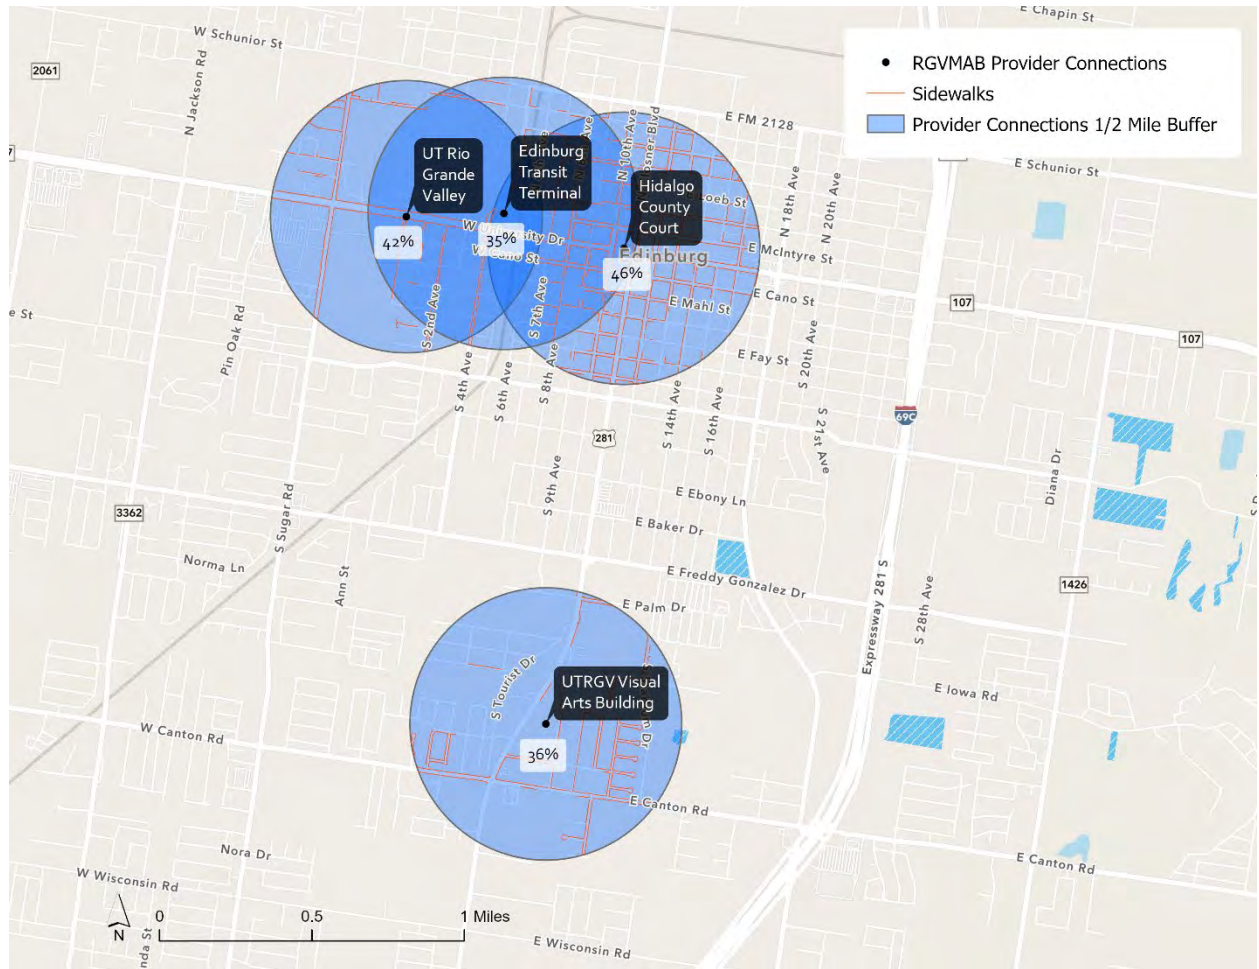 E Chapin St
W Schunior St
2061
N Jackson Rd
RGVMAB Provider Connections
Sidewalks
Provider Connections 1/2 Mile Buffer
E FM 2128
N 10th Ave
E Schunior St
UT Rio
Grande
Valley
Edinburg
Transit
Terminal
Hidalgo
County
Court
Loeb St
N 18th Ave
N 20th Ave
42%
35%
W University Dr
46%
Edinburg
E McIntyre St
E Mahl St
E Cano St
107
107
S 2nd Ave
S 7th Ave
Pin Oak Rd
e St
E Fay St
S 20th Ave
S 4th Ave
S 6th Ave
S 8th Ave
S 14th Ave
S 16th Ave
S 21st Ave
69C
281
S 9th Ave
Diana Dr
E Ebony Ln
E Baker Dr
3362
S Sugar Rd
Norma Ln
Ann St
E Freddy Gonzalez Dr
1426
E Palm Dr
Expressway 281 S
S 28th Ave
S Tourist Dr
UTRGV Visual
Arts Building
36%
E Iowa Rd
W Canton Rd
E Canton Rd
E Canton Rd
Nora Dr
W Wisconsin Rd
N
0
0.5
1 Miles
nda St
E Wisconsin Rd